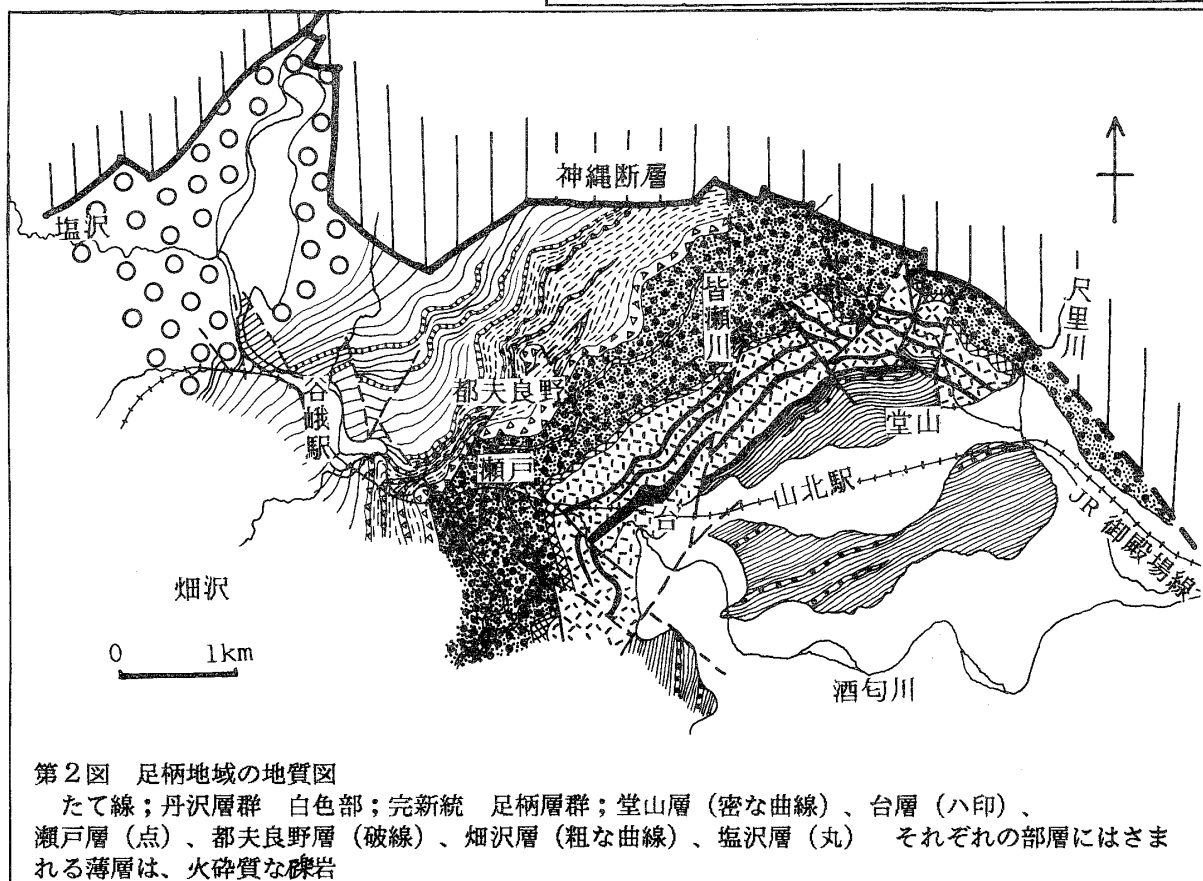 神縄断層
塩沢
尺里川
皆瀬川
都夫良野
谷峨駅
堂山
瀬戸
山北駅
台
JR御殿場線
畑沢
0 1km
酒匂川
第2図 足柄地域の地質図
たて線;丹沢層群 白色部;完新統 足柄層群;堂山層(密な曲線)、台層(ハ印)、
瀬戸層(点)、都夫良野層(破線)、畑沢層(粗な曲線)、塩沢層(丸) それぞれの部層にはさま
れる薄層は、火砕質な礫岩